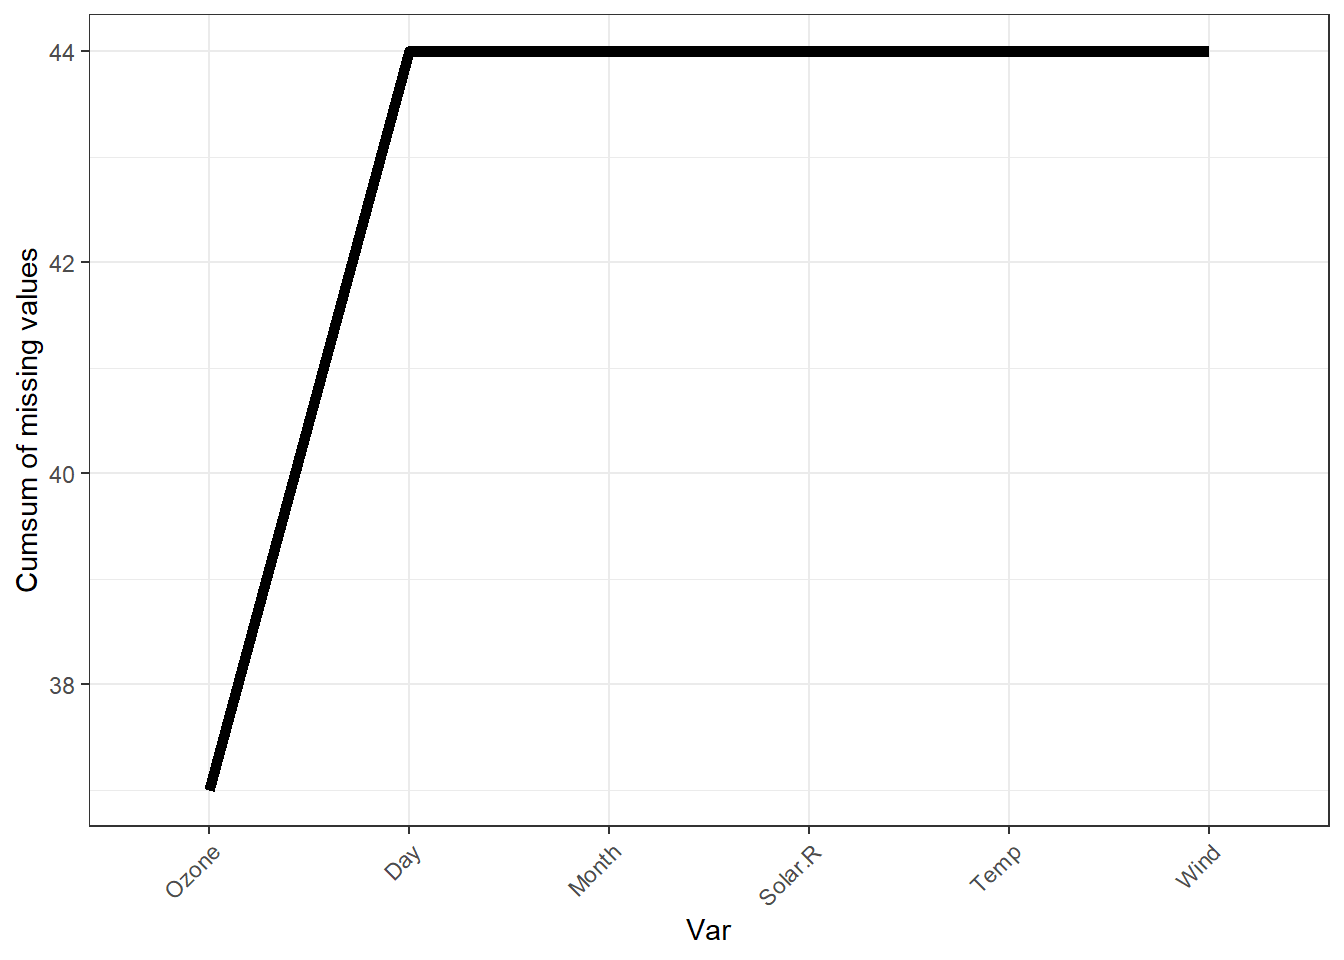 44
42
40
38
Cumsum of missing values
Ozone
Day
Month
Solar.R
Temp
Wind
Var